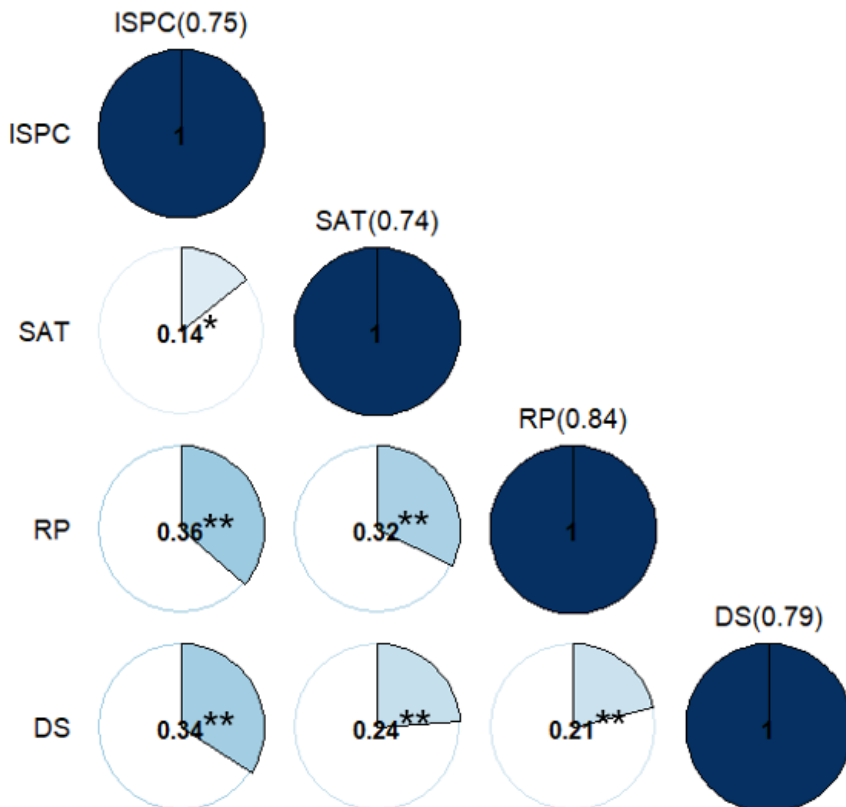 ISPC(0.75)
ISPC 1
SAT(0.74)
SAT 0.14* 1
RP(0.84)
RP 0.36** 0.32** 1
DS(0.79)
DS 0.34** 0.24** 0.21** 1